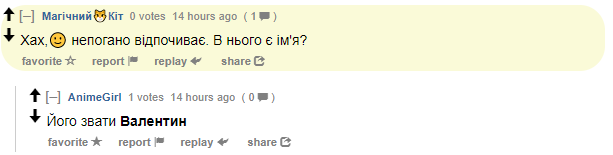 [–] Магічний🐱Кіт 0 votes 14 hours ago ( 1 💬 )
Хах,🙂 непогано відпочиває. В нього є ім'я?
favorite ☆ report replay share
[–] AnimeGirl 1 votes 14 hours ago ( 0 💬 )
Його звати Валентин
favorite ★ report replay share